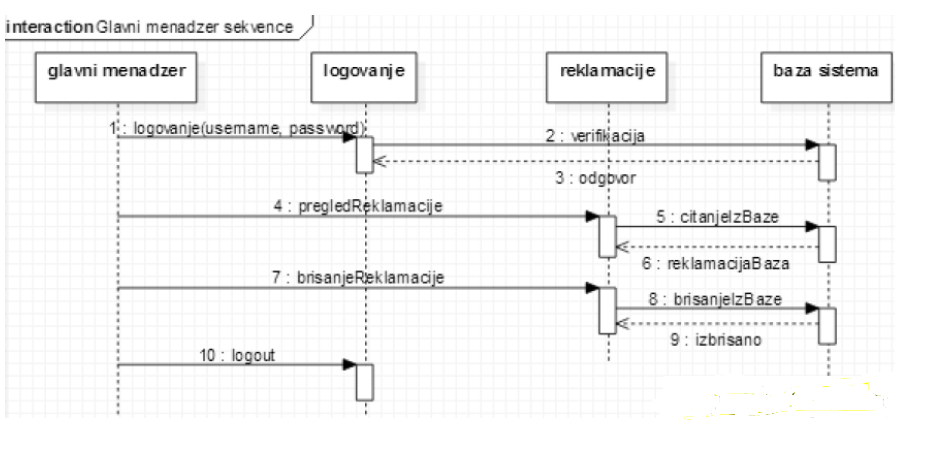 interaction Glavni menadzer sekvence
glavni menadzer
logovanje
reklamacije
baza sistema
1 : logovanje(username, password)
2 : verifikacija
3 : odgovor
4 : pregledReklamacije
5 : citanjeIzBaze
6 : reklamacijaBaza
7 : brisanjeReklamacije
8 : brisanjeIzBaze
9 : izbrisano
10 : logout